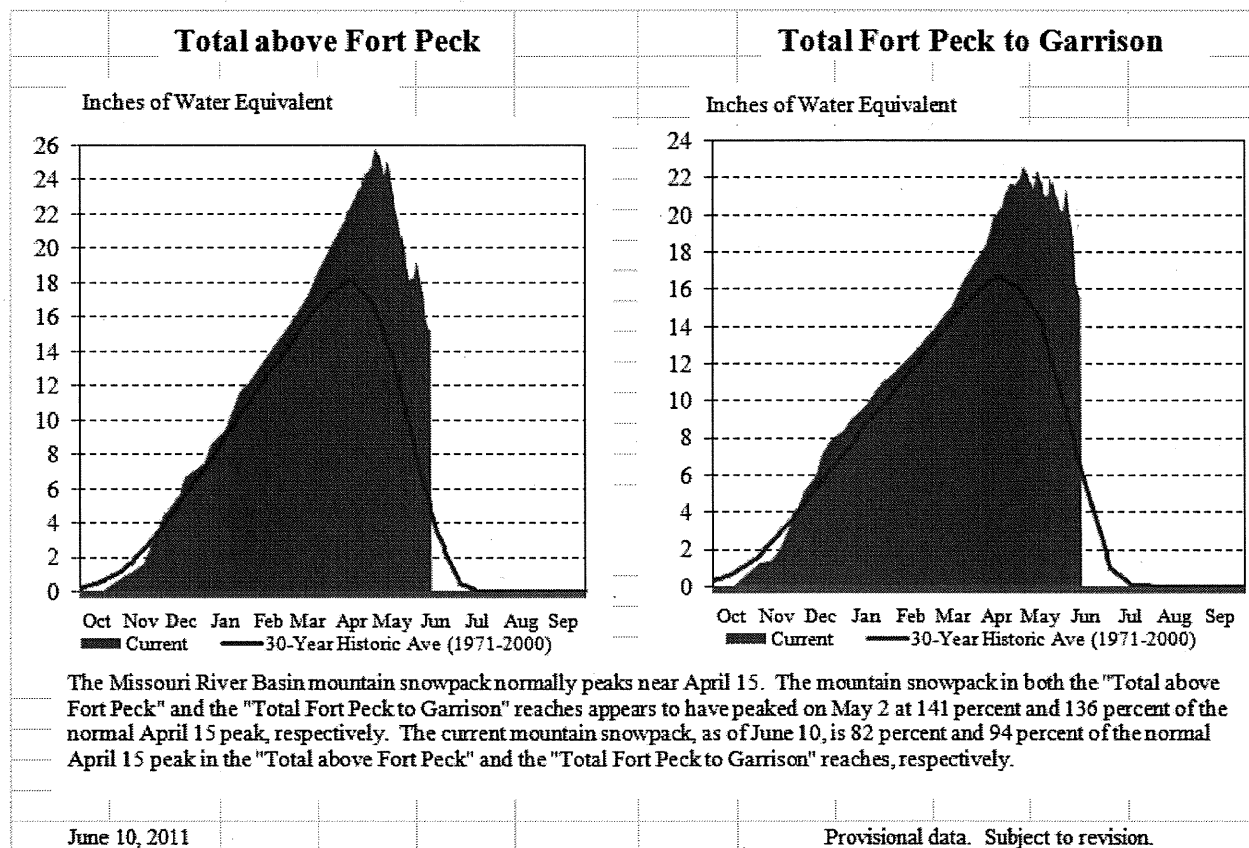 Total above Fort Peck
Inches of Water Equivalent
26
24
22
20
18
16
14
12
10
8
6
4
2
0
Oct Nov Dec Jan Feb Mar Apr May Jun Jul Aug Sep
Current 30-Year Historic Ave (1971-2000)
Total Fort Peck to Garrison
Inches of Water Equivalent
24
22
20
18
16
14
12
10
8
6
4
2
0
Oct Nov Dec Jan Feb Mar Apr May Jun Jul Aug Sep
Current 30-Year Historic Ave (1971-2000)
The Missouri River Basin mountain snowpack normally peaks near April 15. The mountain snowpack in both the "Total above
Fort Peck" and the "Total Fort Peck to Garrison" reaches appears to have peaked on May 2 at 141 percent and 136 percent of the
normal April 15 peak, respectively. The current mountain snowpack, as of June 10, is 82 percent and 94 percent of the normal
April 15 peak in the "Total above Fort Peck" and the "Total Fort Peck to Garrison" reaches, respectively.
June 10, 2011
Provisional data. Subject to revision.